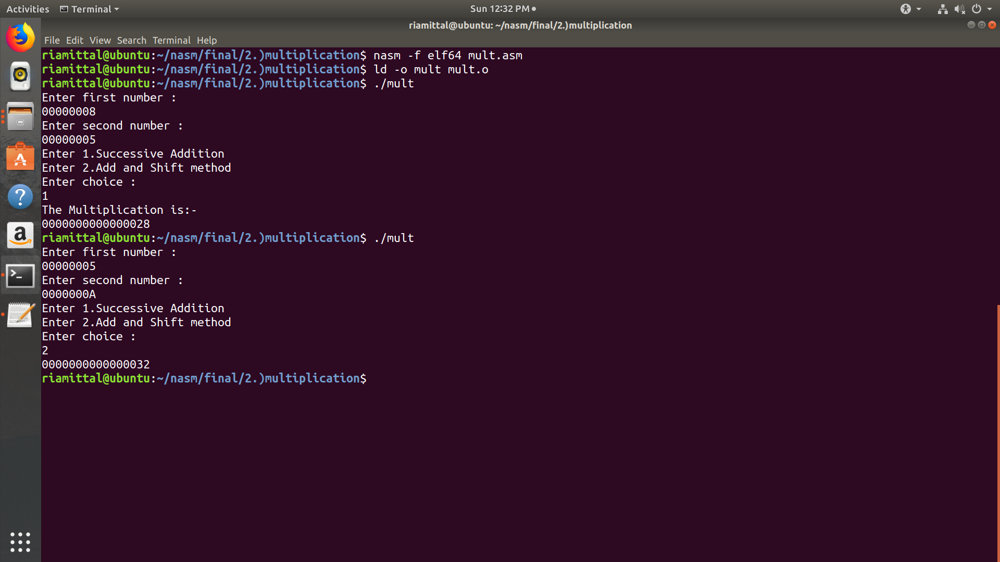 Activities Terminal Sun 12:32 PM
riamittal@ubuntu: ~/nasm/final/2.)multiplication
File Edit View Search Terminal Help
riamittal@ubuntu:~/nasm/final/2.)multiplication$ nasm -f elf64 mult.asm
riamittal@ubuntu:~/nasm/final/2.)multiplication$ ld -o mult mult.o
riamittal@ubuntu:~/nasm/final/2.)multiplication$ ./mult
Enter first number :
00000008
Enter second number :
00000005
Enter 1.Successive Addition
Enter 2.Add and Shift method
Enter choice :
1
The Multiplication is:-
0000000000000028
riamittal@ubuntu:~/nasm/final/2.)multiplication$ ./mult
Enter first number :
00000005
Enter second number :
0000000A
Enter 1.Successive Addition
Enter 2.Add and Shift method
Enter choice :
2
0000000000000032
riamittal@ubuntu:~/nasm/final/2.)multiplication$